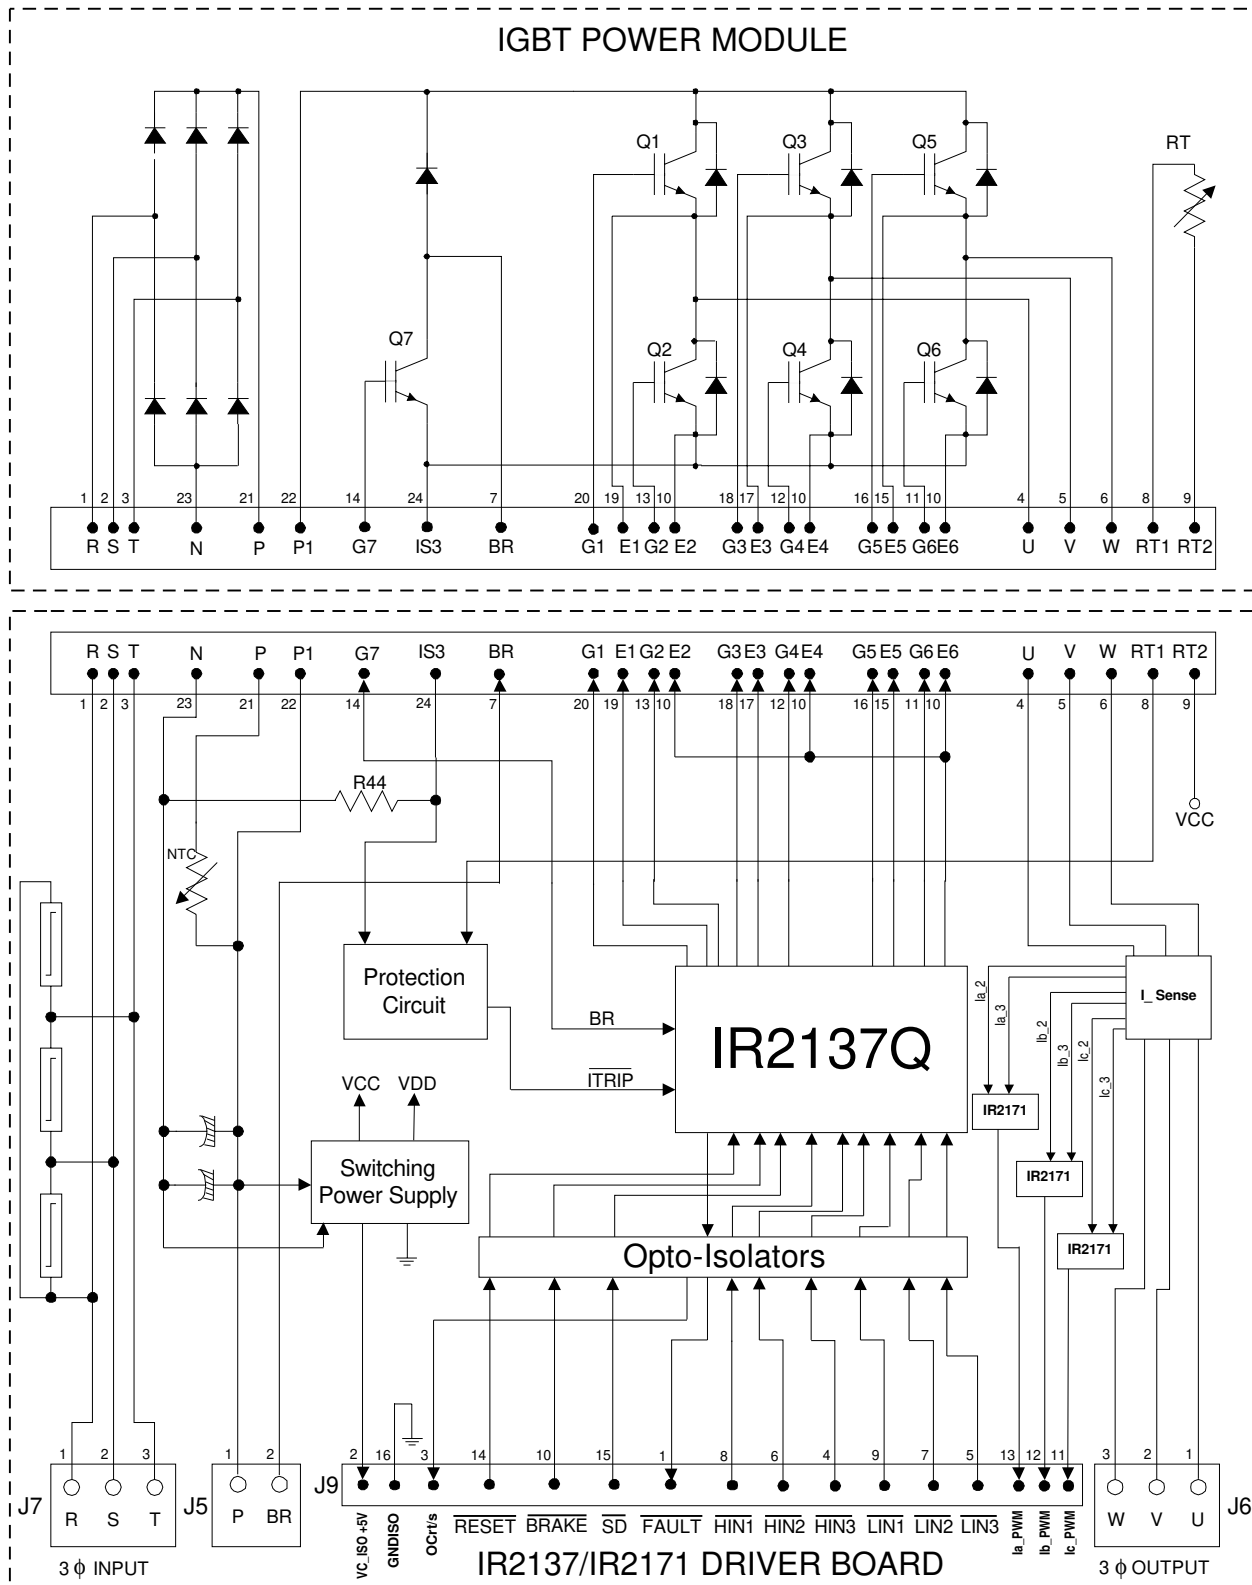 IGBT POWER MODULE
Q1 Q3 Q5 RT
Q7 Q2 Q4 Q6
1 2 3 23 21 22 14 24 7 20 19 13 10 18 17 12 10 16 15 11 10 4 5 6 8 9
R S T N P P1 G7 IS3 BR G1 E1 G2 E2 G3 E3 G4 E4 G5 E5 G6 E6 U V W RT1 RT2
R S T N P P1 G7 IS3 BR G1 E1 G2 E2 G3 E3 G4 E4 G5 E5 G6 E6 U V W RT1 RT2
1 2 3 23 21 22 14 24 7 20 19 13 10 18 17 12 10 16 15 11 10 4 5 6 8 9
R44
VCC
NTC
Protection
Circuit
BR
ITRIP
IR2137Q
I_ Sense
Ia_2
Ia_3
Ib_2
Ib_3
Ic_2
Ic_3
IR2171
IR2171
IR2171
VCC VDD
Switching
Power Supply
Opto-Isolators
1 2 3 1 2 2 16 3 14 10 15 1 8 6 4 9 7 5 13 12 11 3 2 1
J7 J5 J9 J6
R S T P BR W V U
VC_ISO +5V
GNDISO
OCrt/s
RESET BRAKE SD FAULT HIN1 HIN2 HIN3 LIN1 LIN2 LIN3
Ia_PWM
Ib_PWM
Ic_PWM
3 ϕ INPUT
IR2137/IR2171 DRIVER BOARD
3 ϕ OUTPUT